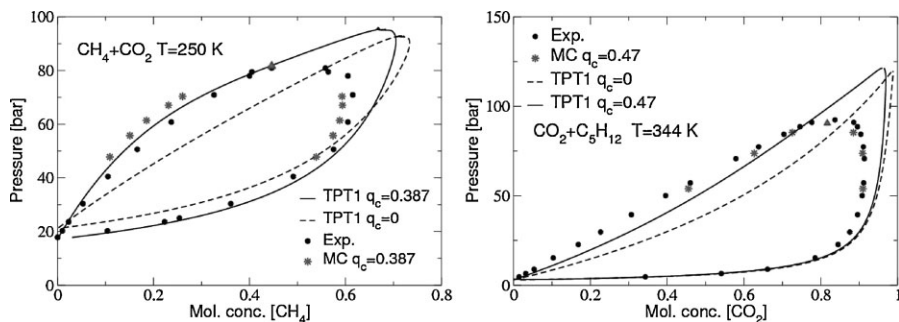 CH4+CO2 T=250 K
Pressure [bar]
100
80
60
40
20
0
0 0.2 0.4 0.6 0.8
Mol. conc. [CH4]
TPT1 qc=0.387
TPT1 qc=0
Exp.
MC qc=0.387
Exp.
MC qc=0.47
TPT1 qc=0
TPT1 qc=0.47
CO2+C5H12 T=344 K
Pressure [bar]
150
100
50
0
0 0.2 0.4 0.6 0.8 1
Mol. conc. [CO2]